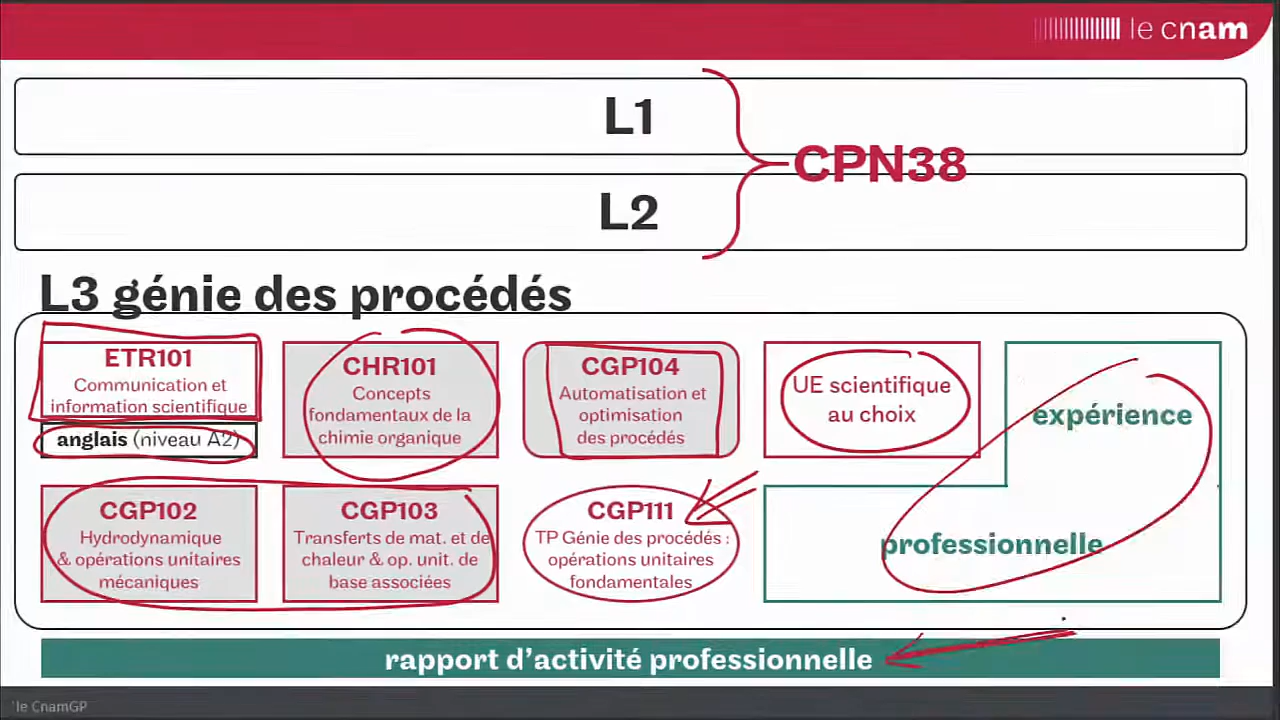 le cnam
L1
CPN38
L2
L3 génie des procédés
ETR101
Communication et
information scientifique
anglais (niveau A2)
CHR101
Concepts
fondamentaux de la
chimie organique
CGP104
Automatisation et
optimisation
des procédés
UE scientifique
au choix
expérience
professionnelle
CGP102
Hydrodynamique
& opérations unitaires
mécaniques
CGP103
Transferts de mat. et de
chaleur & op. unit. de
base associées
CGP111
TP Génie des procédés :
opérations unitaires
fondamentales
rapport d'activité professionnelle
le CnamGP